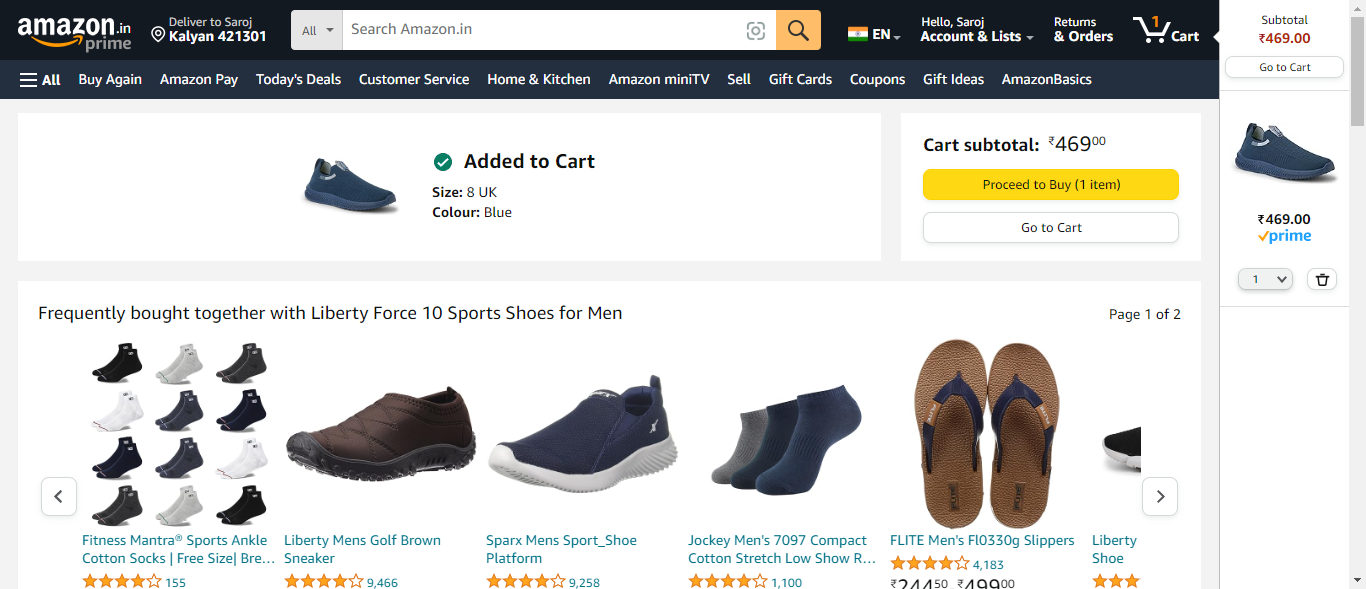 amazon.in
prime
Deliver to Saroj
Kalyan 421301
All
Search Amazon.in
EN
Hello, Saroj
Account & Lists
Returns
& Orders
1
Cart
All
Buy Again
Amazon Pay
Today's Deals
Customer Service
Home & Kitchen
Amazon miniTV
Sell
Gift Cards
Coupons
Gift Ideas
AmazonBasics
Subtotal
₹469.00
Go to Cart
₹469.00
prime
1
Added to Cart
Size: 8 UK
Colour: Blue
Cart subtotal: ₹46900
Proceed to Buy (1 item)
Go to Cart
Frequently bought together with Liberty Force 10 Sports Shoes for Men
Page 1 of 2
Fitness Mantra® Sports Ankle
Cotton Socks | Free Size| Bre…
155
Liberty Mens Golf Brown
Sneaker
9,466
Sparx Mens Sport_Shoe
Platform
9,258
Jockey Men's 7097 Compact
Cotton Stretch Low Show R…
1,100
FLITE Men's Fl0330g Slippers
4,183
₹24450 - ₹49900
Liberty
Shoe